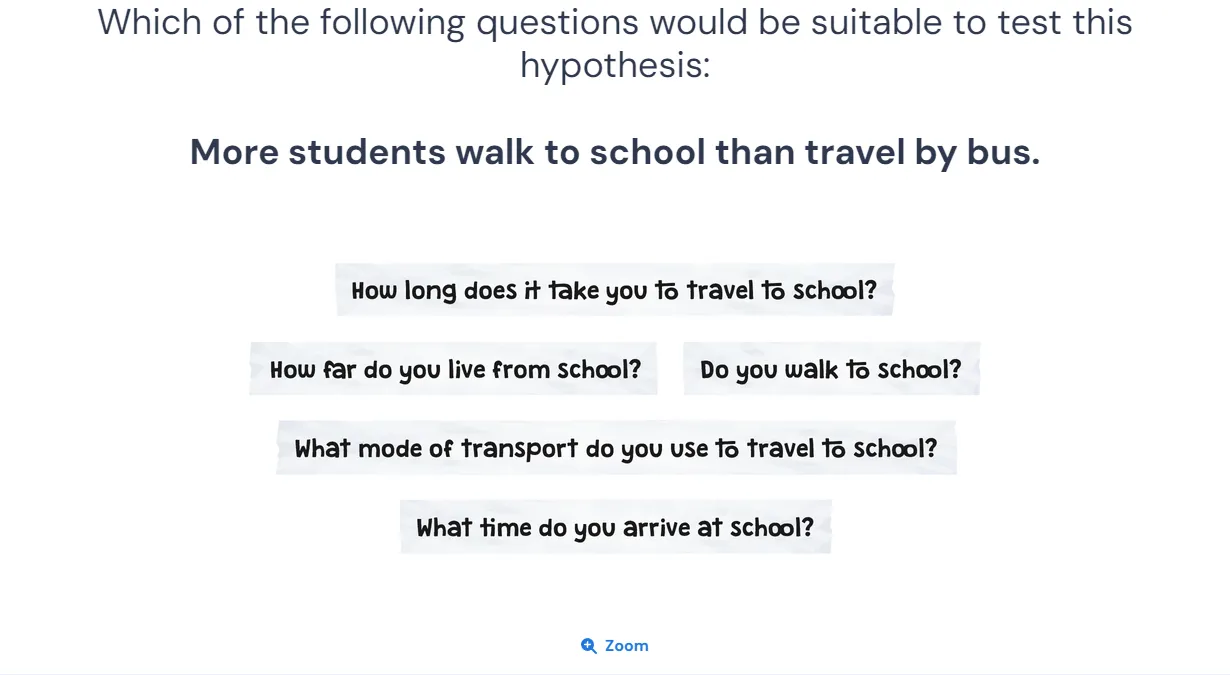 Which of the following questions would be suitable to test this
hypothesis:
More students walk to school than travel by bus.
How long does it take you to travel to school?
How far do you live from school?
Do you walk to school?
What mode of transport do you use to travel to school?
What time do you arrive at school?
Zoom